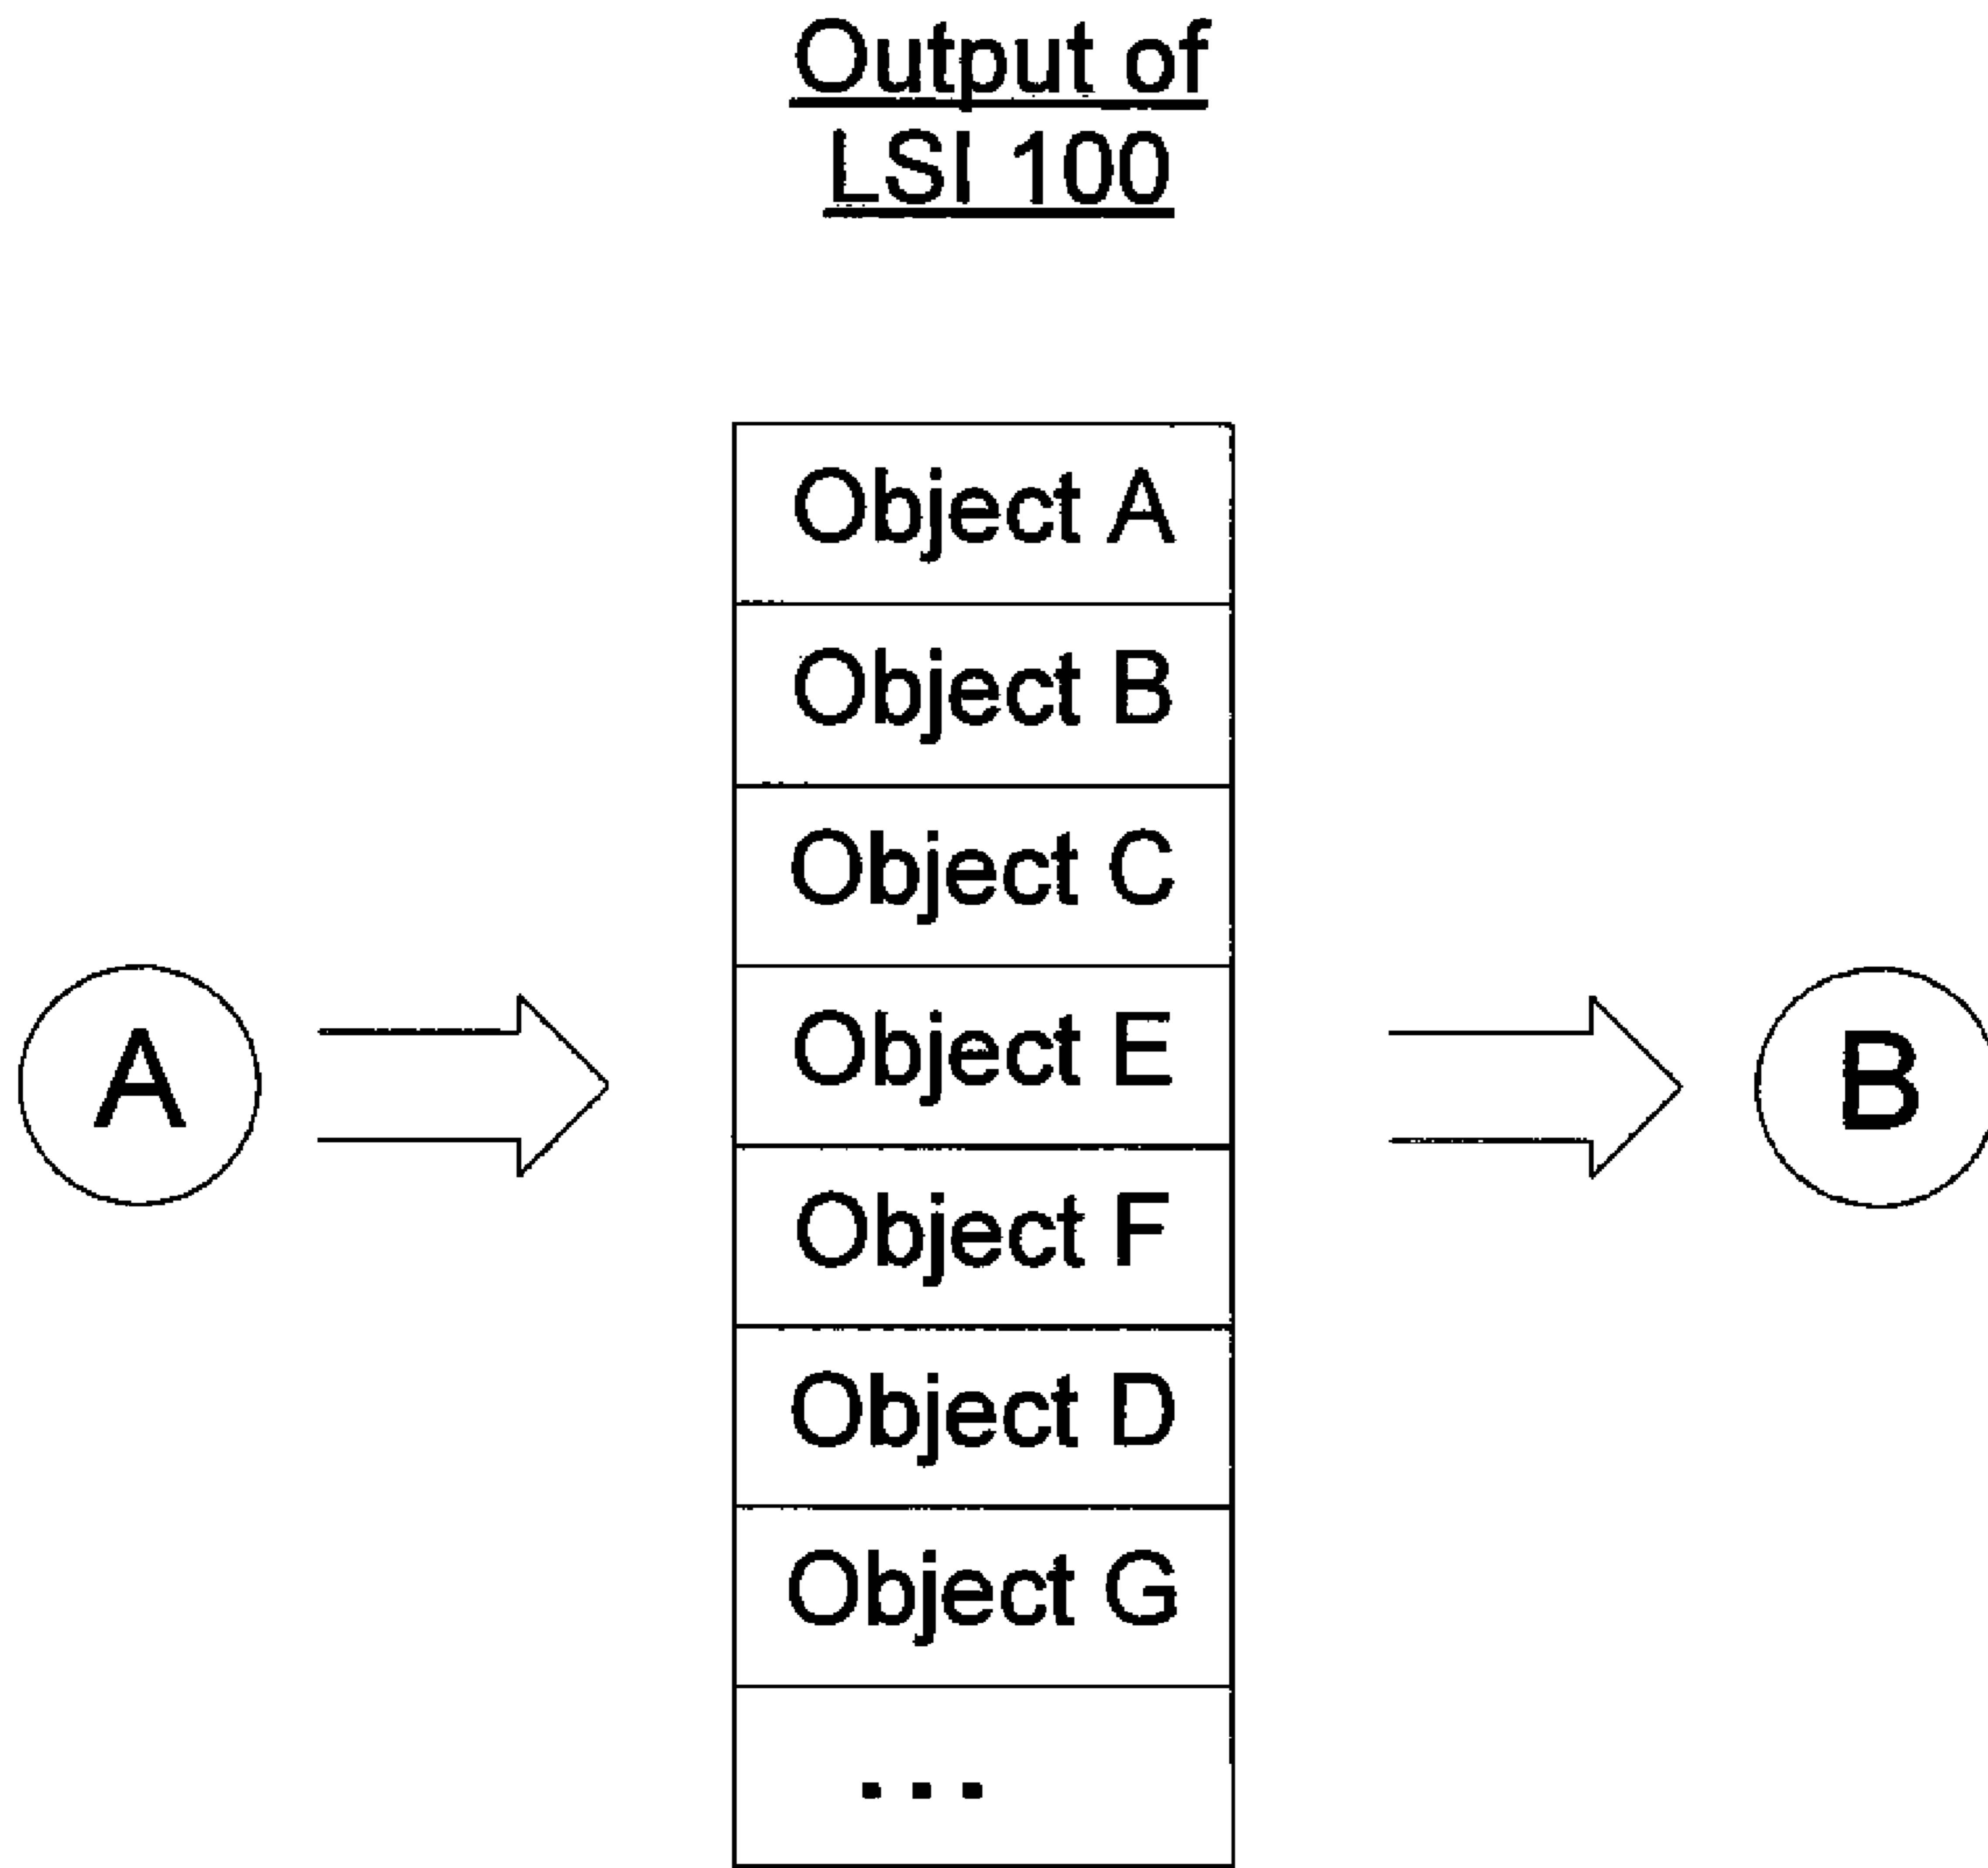 Output of
LSI 100
Object A
Object B
Object C
A
Object E
B
Object F
Object D
Object G
...